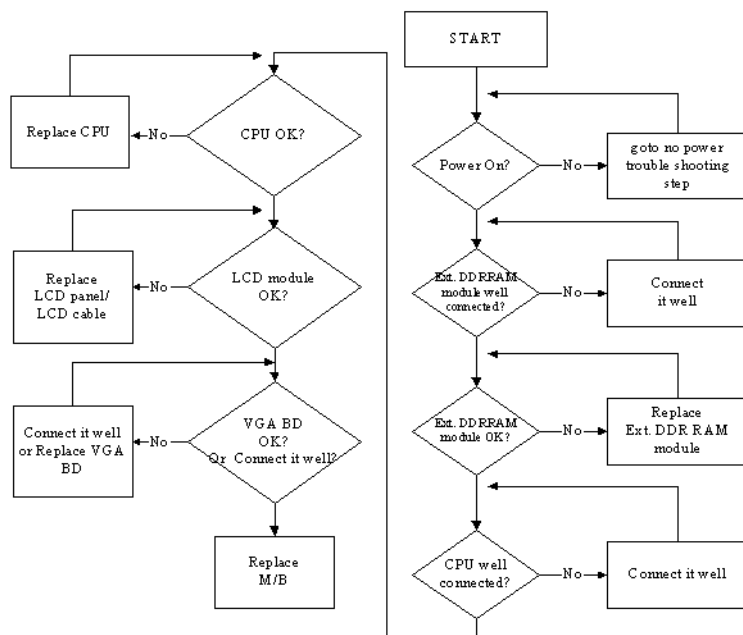 START
Power On?
No
goto no power
trouble shooting
step
Ext. DDRRAM
module well
connected?
No
Connect
it well
Ext. DDRRAM
module OK?
No
Replace
Ext. DDR RAM
module
CPU well
connected?
No
Connect it well
CPU OK?
No
Replace CPU
LCD module
OK?
No
Replace
LCD panel/
LCD cable
VGA BD
OK?
Or Connect it well?
No
Connect it well
or Replace VGA
BD
Replace
M/B